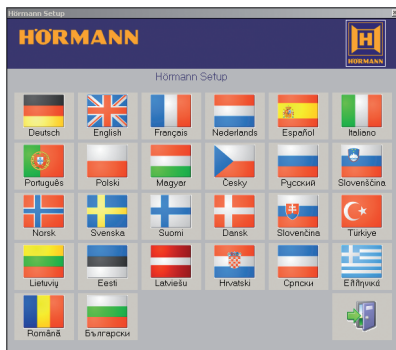 Hörmann Setup
HÖRMANN
HÖRMANN
Hörmann Setup
Deutsch English Français Nederlands Español Italiano
Português Polski Magyar Česky Русский Slovenščina
Norsk Svenska Suomi Dansk Slovenčina Türkiye
Lietuvių Eesti Latviešu Hrvatski Српски Ελληνικά
Română Български